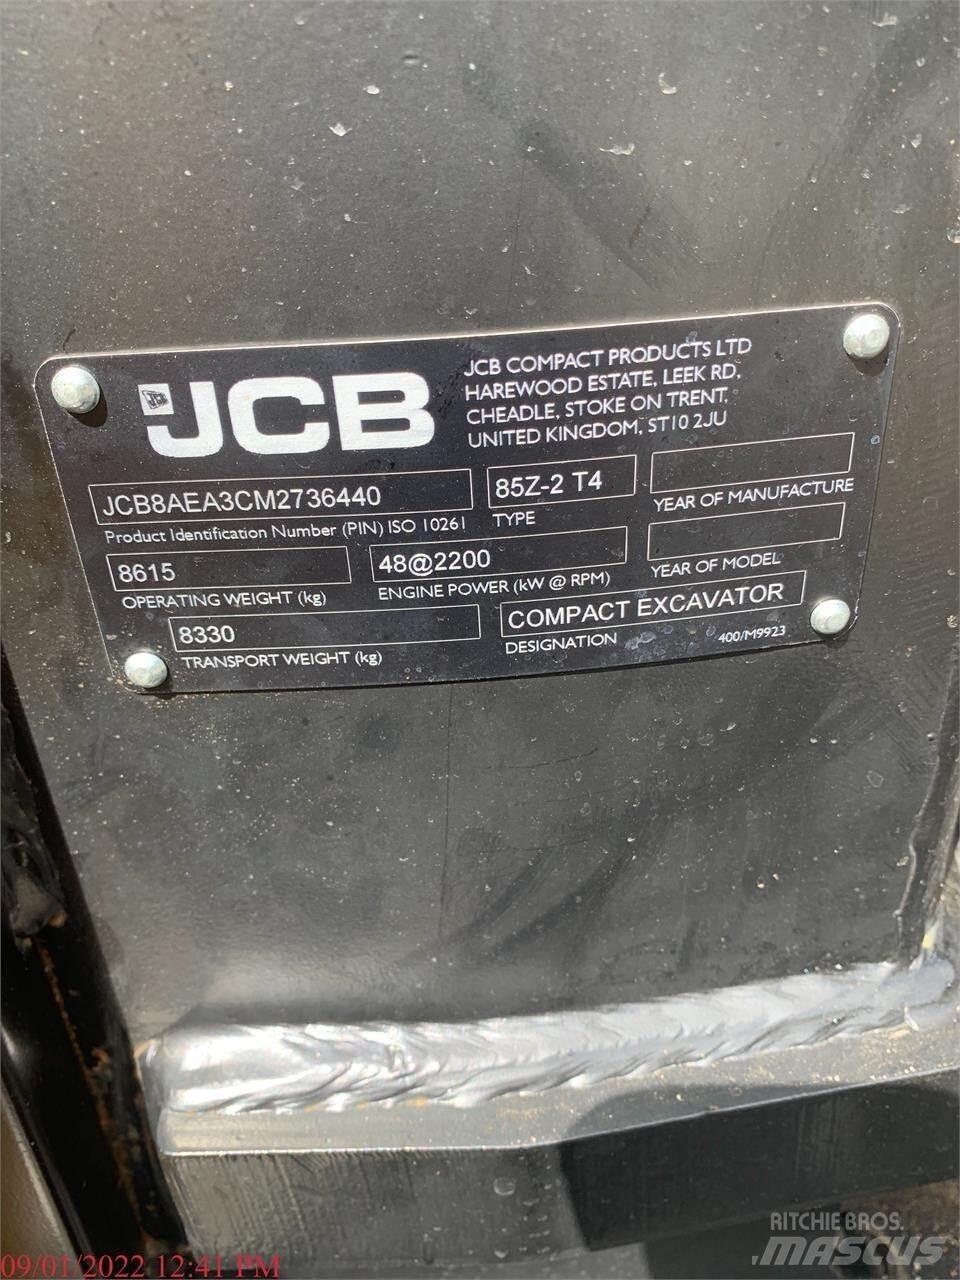 JCB
JCB COMPACT PRODUCTS LTD
HAREWOOD ESTATE, LEEK RD,
CHEADLE, STOKE ON TRENT,
UNITED KINGDOM, ST10 2JU
JCB8AEA3CM2736440
Product Identification Number (PIN) ISO 10261
85Z-2 T4
TYPE
YEAR OF MANUFACTURE
8615
OPERATING WEIGHT (kg)
48@2200
ENGINE POWER (kW @ RPM)
YEAR OF MODEL
8330
TRANSPORT WEIGHT (kg)
COMPACT EXCAVATOR
DESIGNATION
400/M9923
RITCHIE BROS.
MASCUS
09/01/2022 12:41 PM